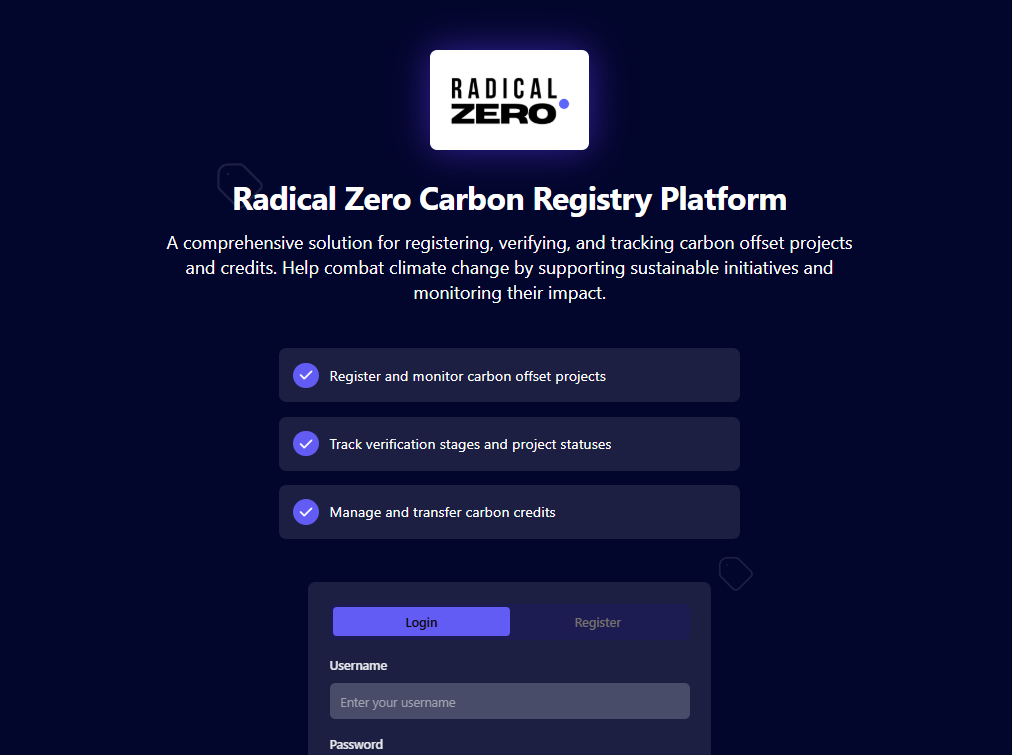 RADICAL
ZERO
Radical Zero Carbon Registry Platform
A comprehensive solution for registering, verifying, and tracking carbon offset projects
and credits. Help combat climate change by supporting sustainable initiatives and
monitoring their impact.
Register and monitor carbon offset projects
Track verification stages and project statuses
Manage and transfer carbon credits
Login Register
Username
Enter your username
Password